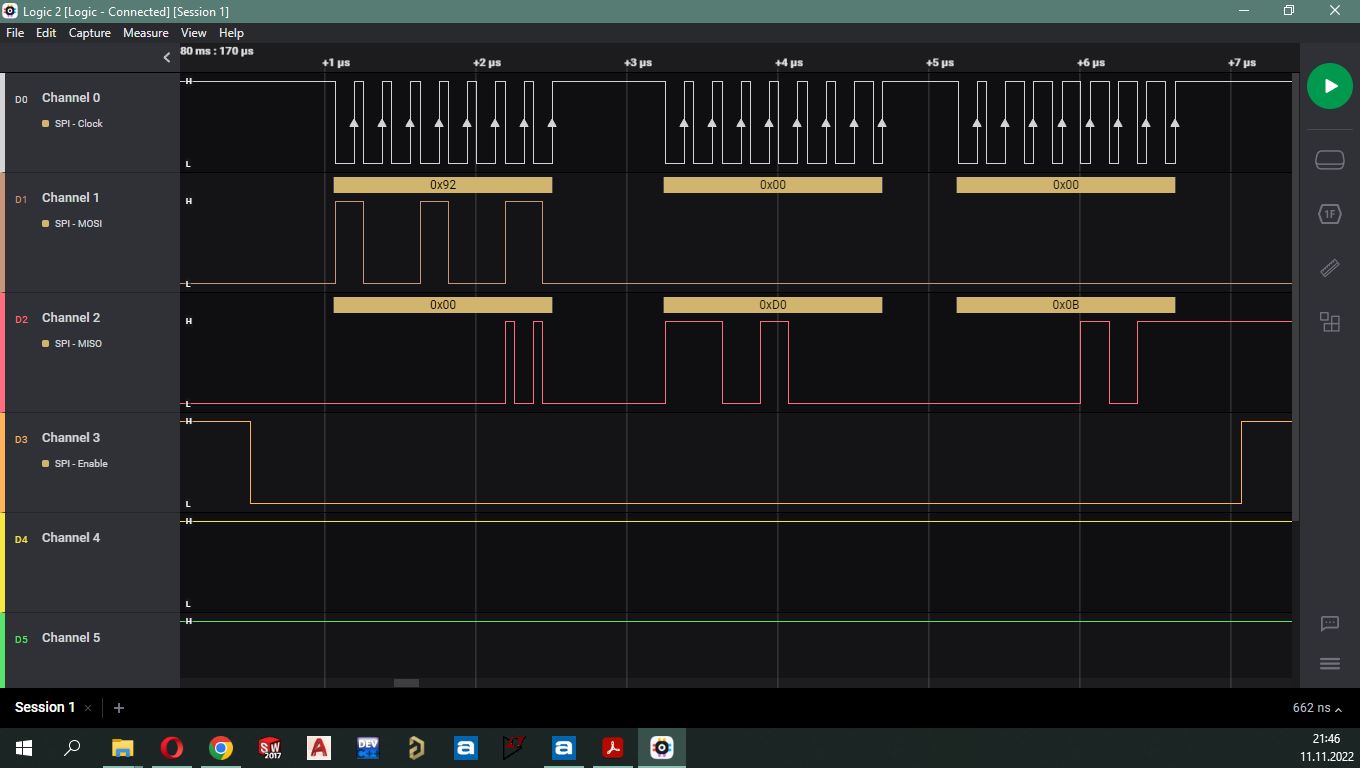 Logic 2 [Logic - Connected] [Session 1]
File Edit Capture Measure View Help
80 ms : 170 µs
+1 µs +2 µs +3 µs +4 µs +5 µs +6 µs +7 µs
D0 Channel 0
SPI - Clock
H
L
D1 Channel 1
SPI - MOSI
0x92 0x00 0x00
H
L
D2 Channel 2
SPI - MISO
0x00 0xD0 0x0B
H
L
D3 Channel 3
SPI - Enable
H
L
D4 Channel 4
H
L
D5 Channel 5
H
1F
Session 1 × +
662 ns
SW
2017
A
DEV
a
a
21:46
11.11.2022